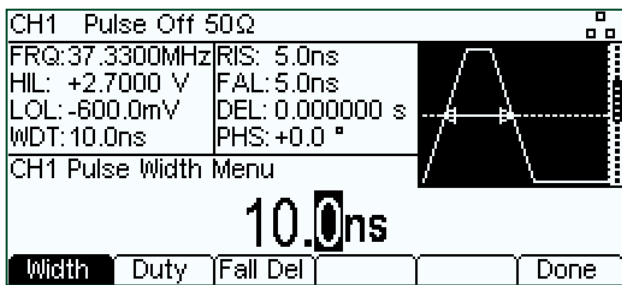 CH1 Pulse Off 50Ω
FRQ:37.3300MHz RIS: 5.0ns
HIL: +2.7000 V FAL:5.0ns
LOL:-600.0mV DEL: 0.000000 s
WDT:10.0ns PHS:+0.0 °
CH1 Pulse Width Menu
10.0ns
Width Duty Fall Del Done